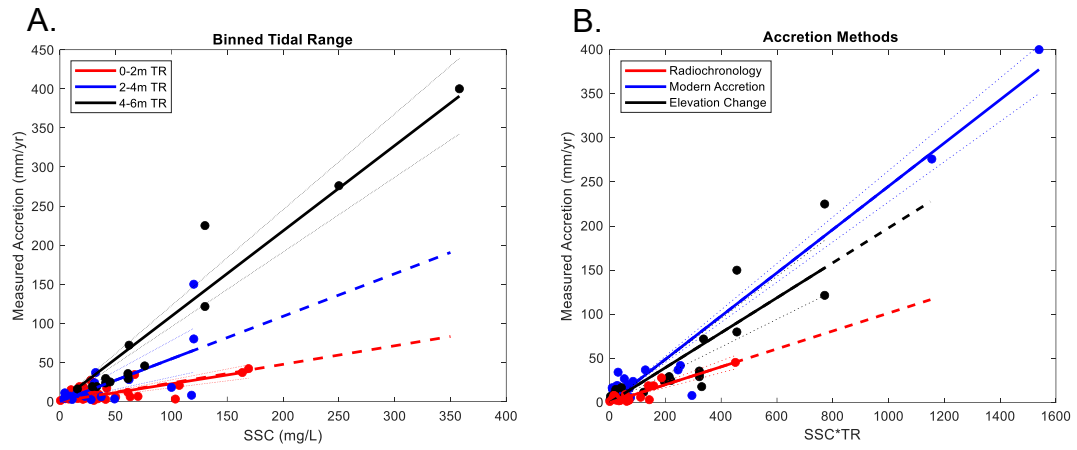 A.
Binned Tidal Range
450
400
350
300
250
200
150
100
50
0
Measured Accretion (mm/yr)
0-2m TR
2-4m TR
4-6m TR
0 50 100 150 200 250 300 350 400
SSC (mg/L)
B.
Accretion Methods
400
350
300
250
200
150
100
50
0
Measured Accretion (mm/yr)
Radiochronology
Modern Accretion
Elevation Change
0 200 400 600 800 1000 1200 1400 1600
SSC*TR